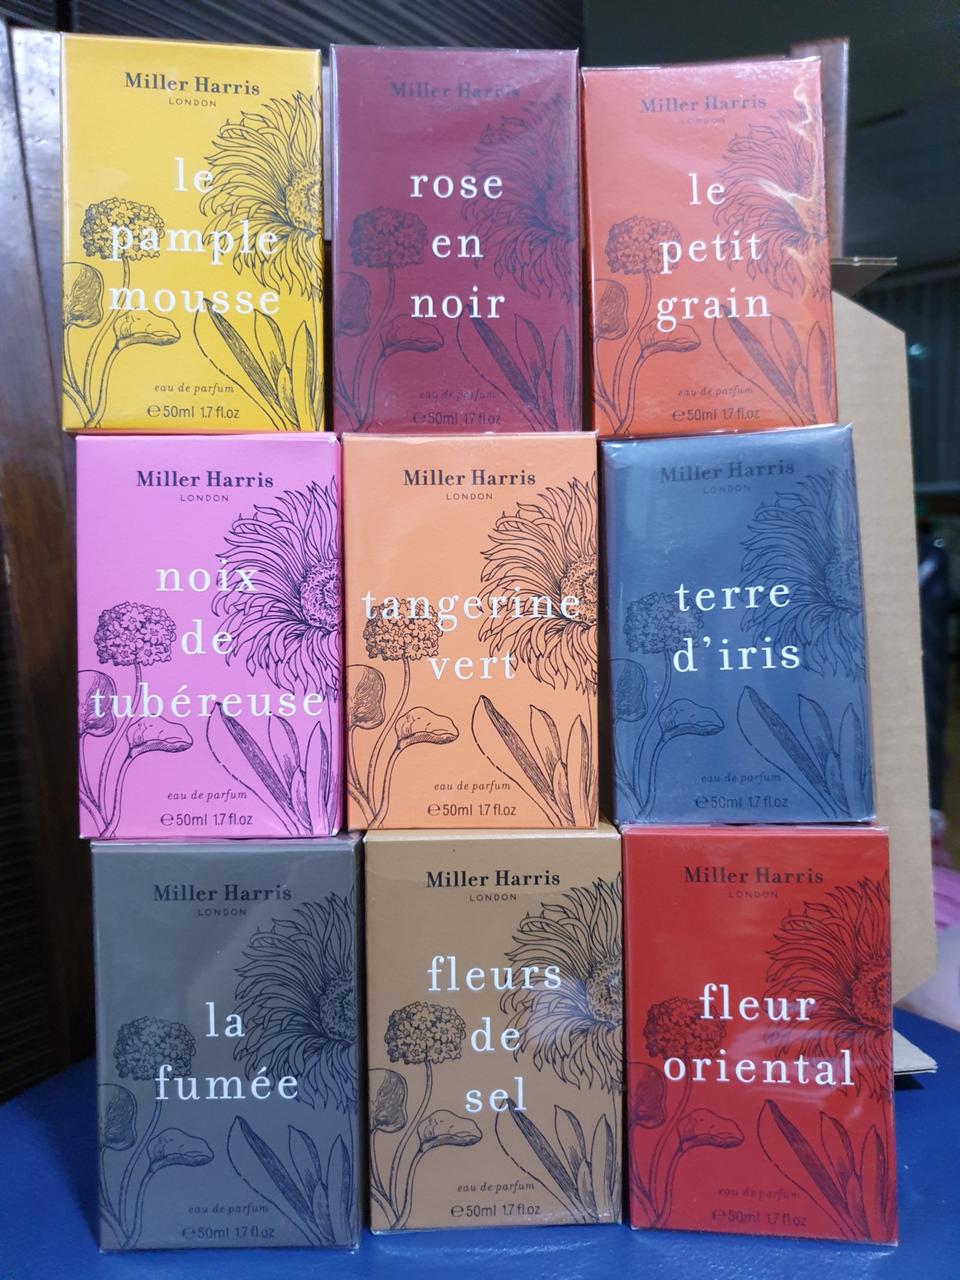 Miller Harris
LONDON
le
pample
mousse
eau de parfum
℮50ml 1.7 fl.oz
Miller Harris
LONDON
rose
en
noir
eau de parfum
℮50ml 1.7 fl.oz
Miller Harris
LONDON
le
petit
grain
eau de parfum
℮50ml 1.7 fl.oz
Miller Harris
LONDON
noix
de
tubéreuse
eau de parfum
℮50ml 1.7 fl.oz
Miller Harris
LONDON
tangerine
vert
eau de parfum
℮50ml 1.7 fl.oz
Miller Harris
LONDON
terre
d'iris
eau de parfum
℮50ml 1.7 fl.oz
Miller Harris
LONDON
la
fumée
eau de parfum
℮50ml 1.7 fl.oz
Miller Harris
LONDON
fleurs
de
sel
eau de parfum
℮50ml 1.7 fl.oz
Miller Harris
LONDON
fleur
oriental
eau de parfum
℮50ml 1.7 fl.oz